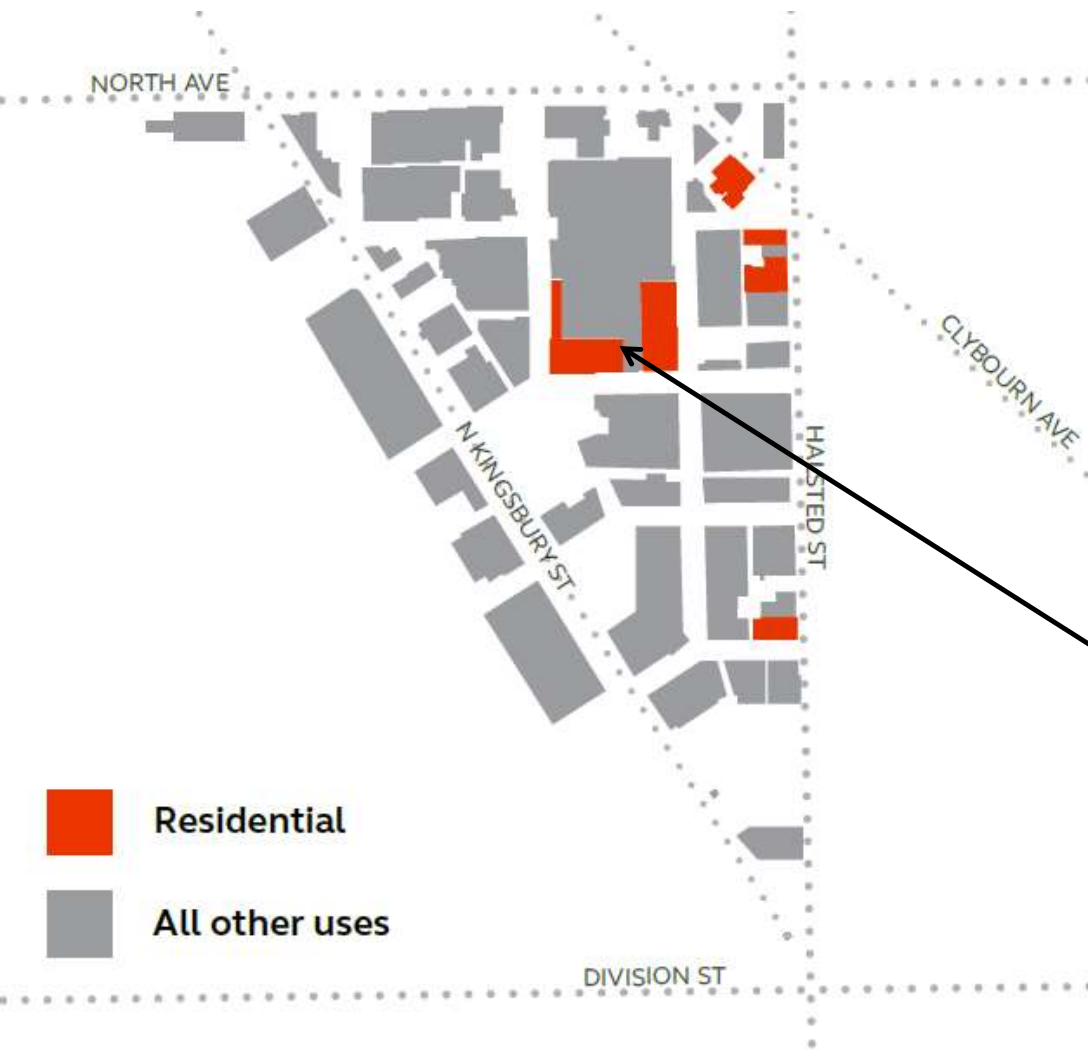 NORTH AVE
CLYBOURN AVE
HALSTED ST
N KINGSBURY ST
Residential
All other uses
DIVISION ST